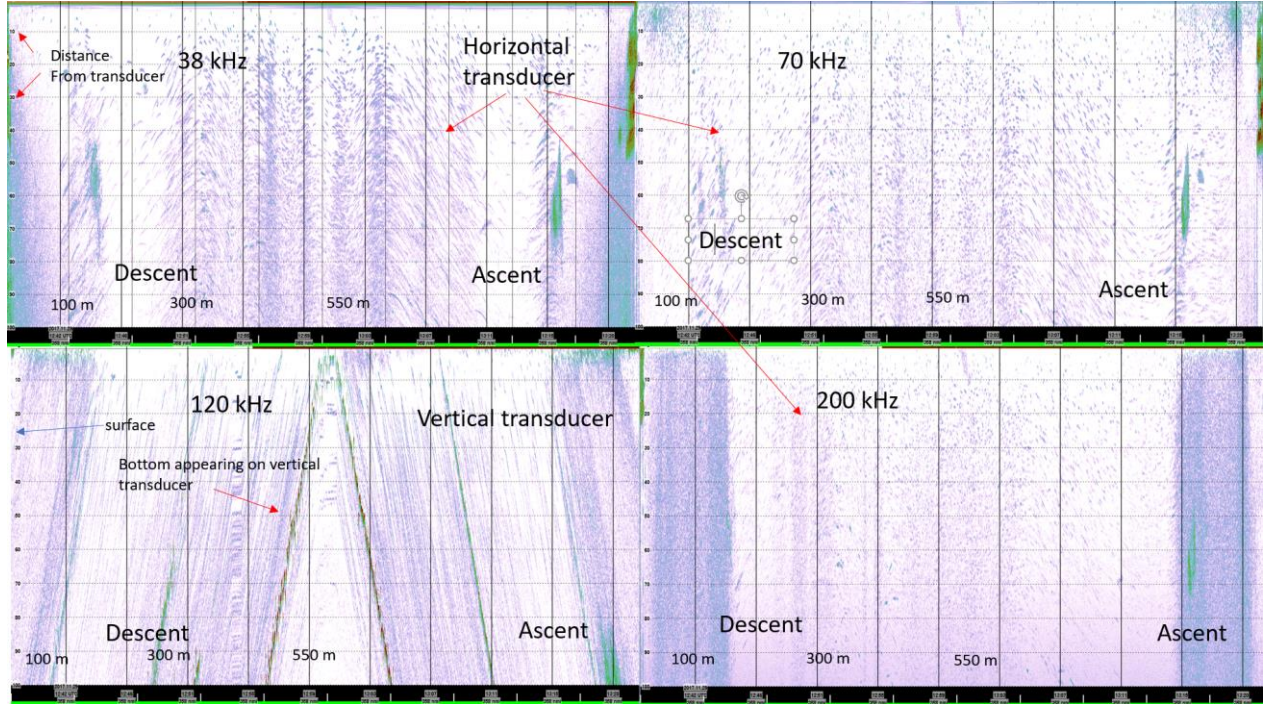 Distance
From transducer
38 kHz
Horizontal
transducer
Descent
Ascent
100 m
300 m
550 m
70 kHz
Descent
Ascent
100 m
300 m
550 m
120 kHz
Vertical transducer
surface
Bottom appearing on vertical
transducer
Descent
Ascent
100 m
300 m
550 m
200 kHz
Descent
Ascent
100 m
300 m
550 m